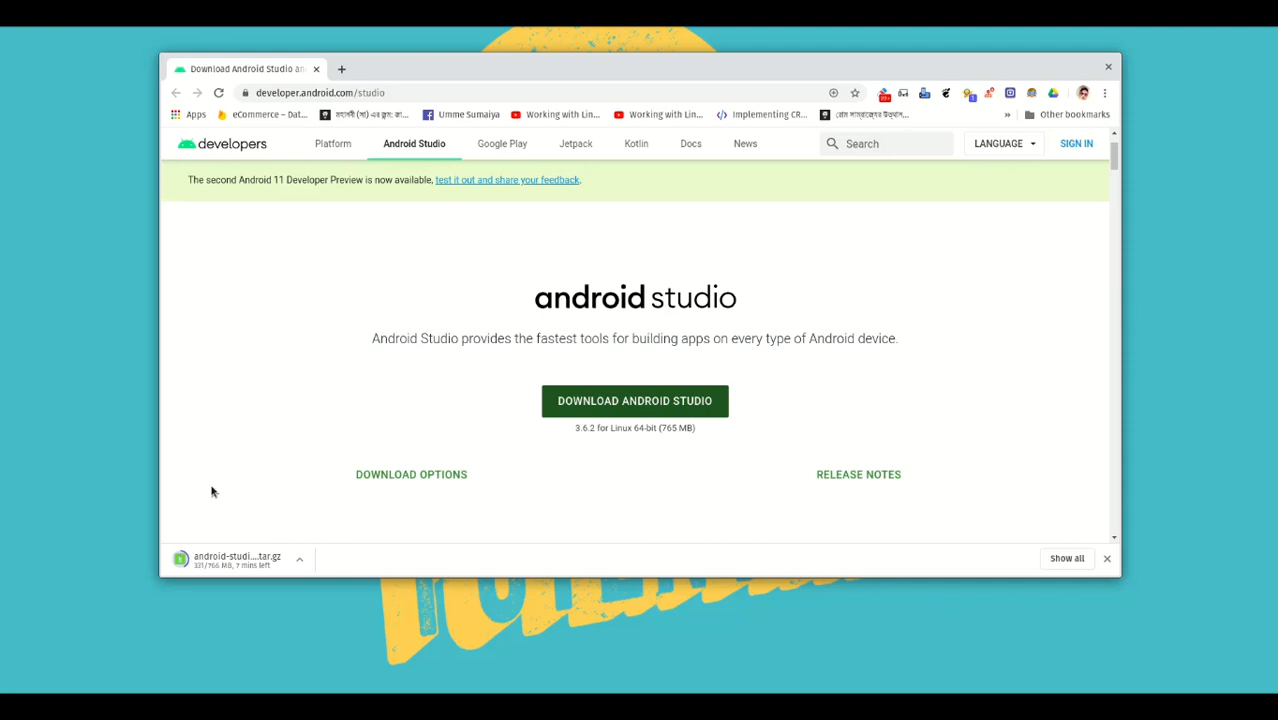 Download Android Studio an
developer.android.com/studio
Apps
eCommerce – Dat...
মহানবী (সা) এর জুম: জা...
Umme Sumaiya
Working with Lin...
Working with Lin...
Implementing CR...
রোম সাম্রাজ্যের উত্থান...
»
Other bookmarks
developers
Platform
Android Studio
Google Play
Jetpack
Kotlin
Docs
News
Search
LANGUAGE
SIGN IN
The second Android 11 Developer Preview is now available, test it out and share your feedback.
android studio
Android Studio provides the fastest tools for building apps on every type of Android device.
DOWNLOAD ANDROID STUDIO
3.6.2 for Linux 64-bit (765 MB)
DOWNLOAD OPTIONS
RELEASE NOTES
android-studi....tar.gz
331/766 MB, 7 mins left
Show all